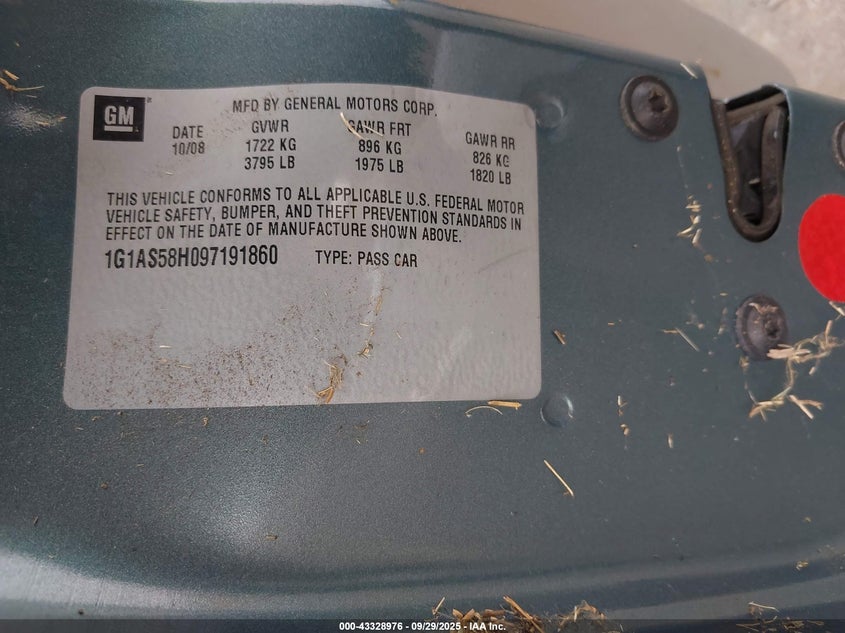 GM
MFD BY GENERAL MOTORS CORP.
DATE GVWR GAWR FRT GAWR RR
10/08 1722 KG 896 KG 826 KG
3795 LB 1975 LB 1820 LB
THIS VEHICLE CONFORMS TO ALL APPLICABLE U.S. FEDERAL MOTOR
VEHICLE SAFETY, BUMPER, AND THEFT PREVENTION STANDARDS IN
EFFECT ON THE DATE OF MANUFACTURE SHOWN ABOVE.
1G1AS58H097191860 TYPE: PASS CAR
000-43328976 - 09/29/2025 - IAA Inc.